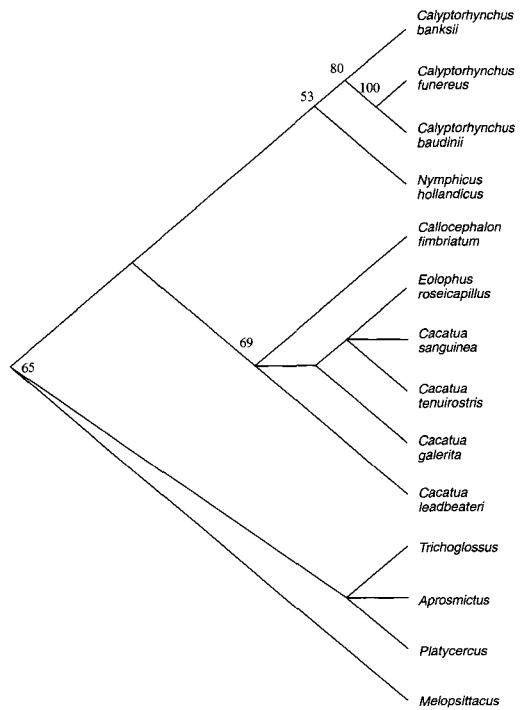 Calyptorhynchus
banksii
80
Calyptorhynchus
funereus
100
53
Calyptorhynchus
baudinii
Nymphicus
hollandicus
Callocephalon
fimbriatum
Eolophus
roseicapillus
69
Cacatua
sanguinea
65
Cacatua
tenuirostris
Cacatua
galerita
Cacatua
leadbeateri
Trichoglossus
Aprosmictus
Platycercus
Melopsittacus